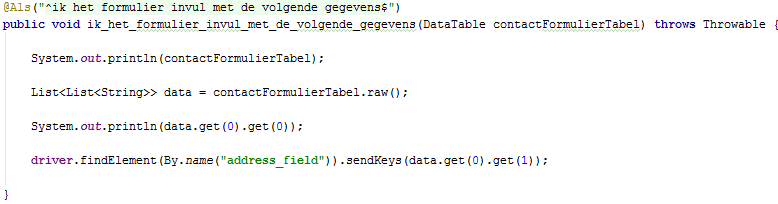 @Als("^ik het formulier invul met de volgende gegevens$")
public void ik_het_formulier_invul_met_de_volgende_gegevens(DataTable contactFormulierTabel) throws Throwable {
System.out.println(contactFormulierTabel);
List<List<String>> data = contactFormulierTabel.raw();
System.out.println(data.get(0).get(0));
driver.findElement(By.name("address_field")).sendKeys(data.get(0).get(1));
}